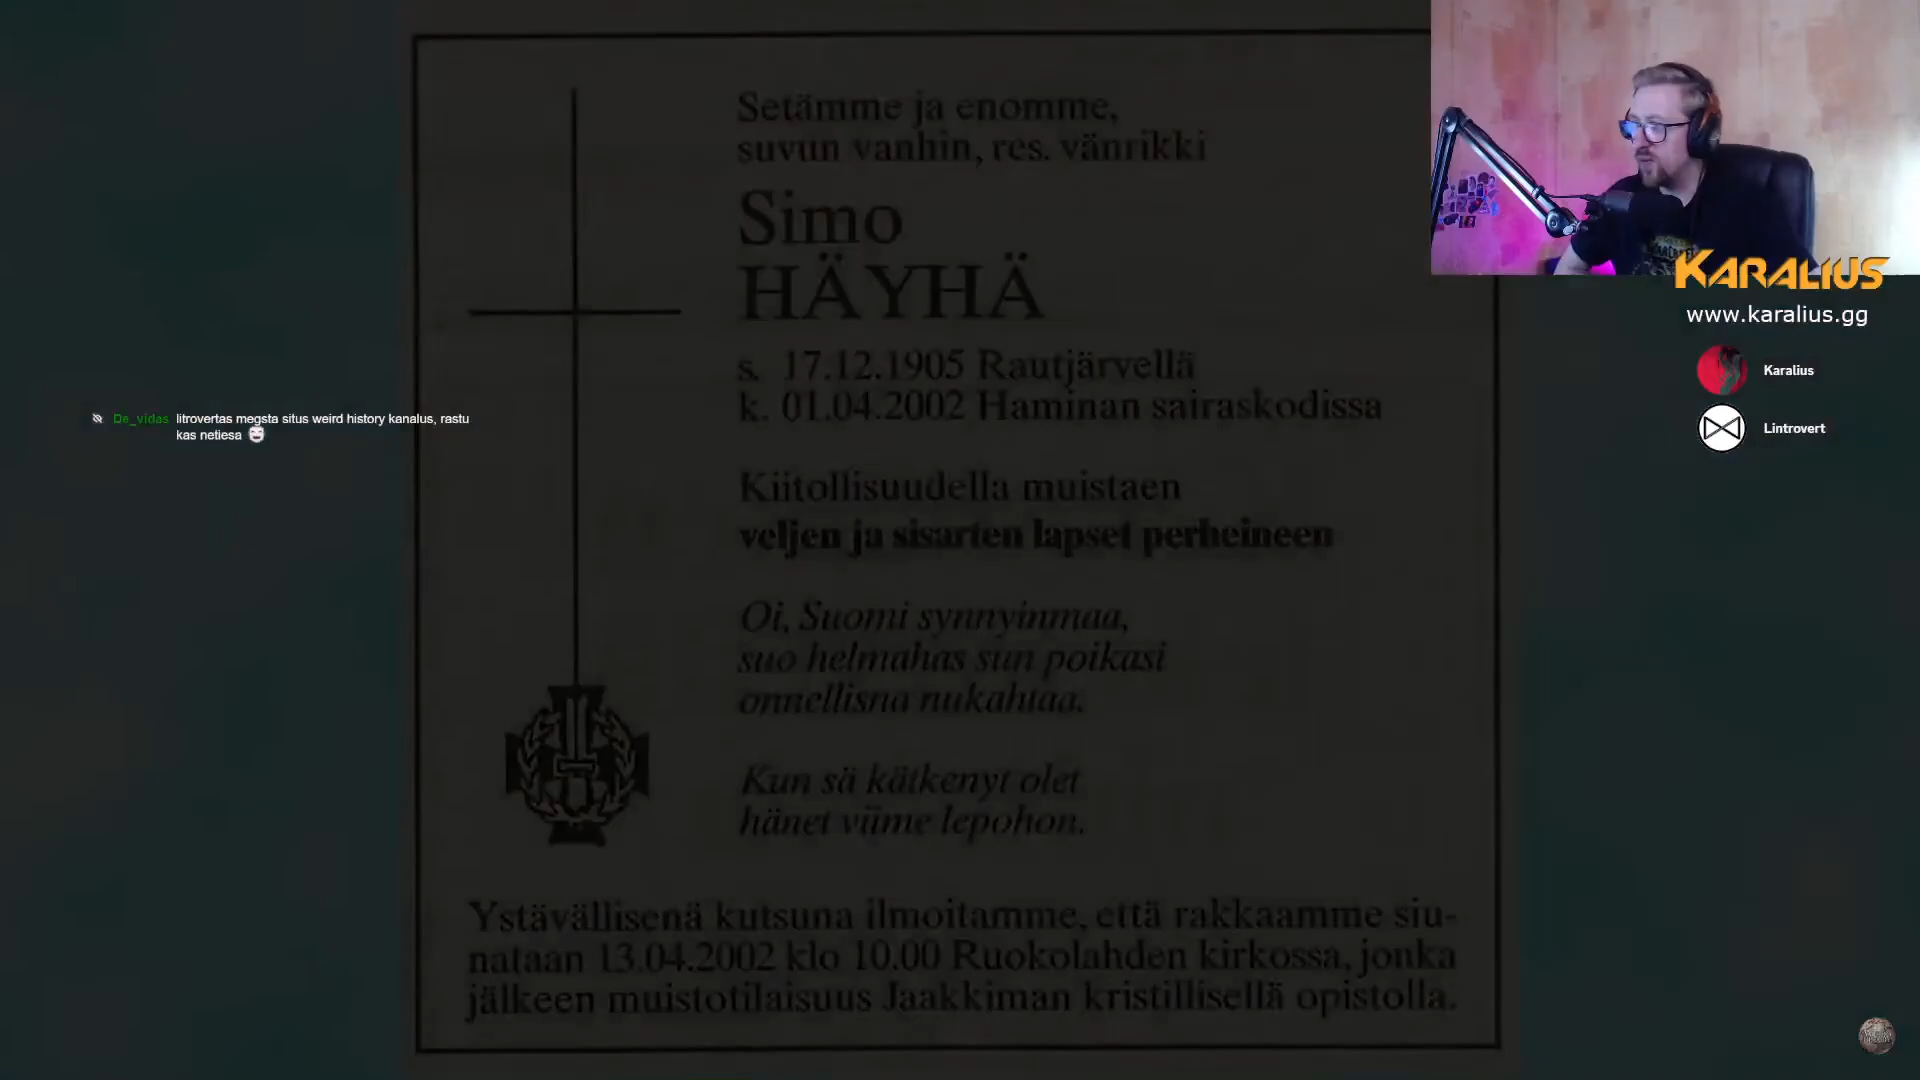 Setämme ja enomme,
suvun vanhin, res. vänrikki
Simo
HÄYHÄ
s. 17.12.1905 Rautjärvellä
k. 01.04.2002 Haminan sairaskodissa
Kiitollisuudella muistaen
veljen ja sisarten lapset perheineen
Oi, Suomi synnyinmaa,
suo helmahas sun poikasi
onnellisna nukahtaa.
Kun sä kätkenyt olet
hänet viime lepohon.
Ystävällisenä kutsuna ilmoitamme, että rakkaamme siu-
nataan 13.04.2002 klo 10.00 Ruokolahden kirkossa, jonka
jälkeen muistotilaisuus Jaakkiman kristillisellä opistolla.
De_vidas litrovertas megsta situs weird history kanalus, rastu
kas netiesa
KARALIUS
www.karalius.gg
Karalius
Lintrovert